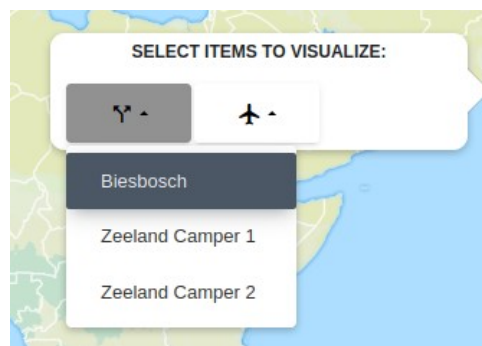 SELECT ITEMS TO VISUALIZE:
Biesbosch
Zeeland Camper 1
Zeeland Camper 2